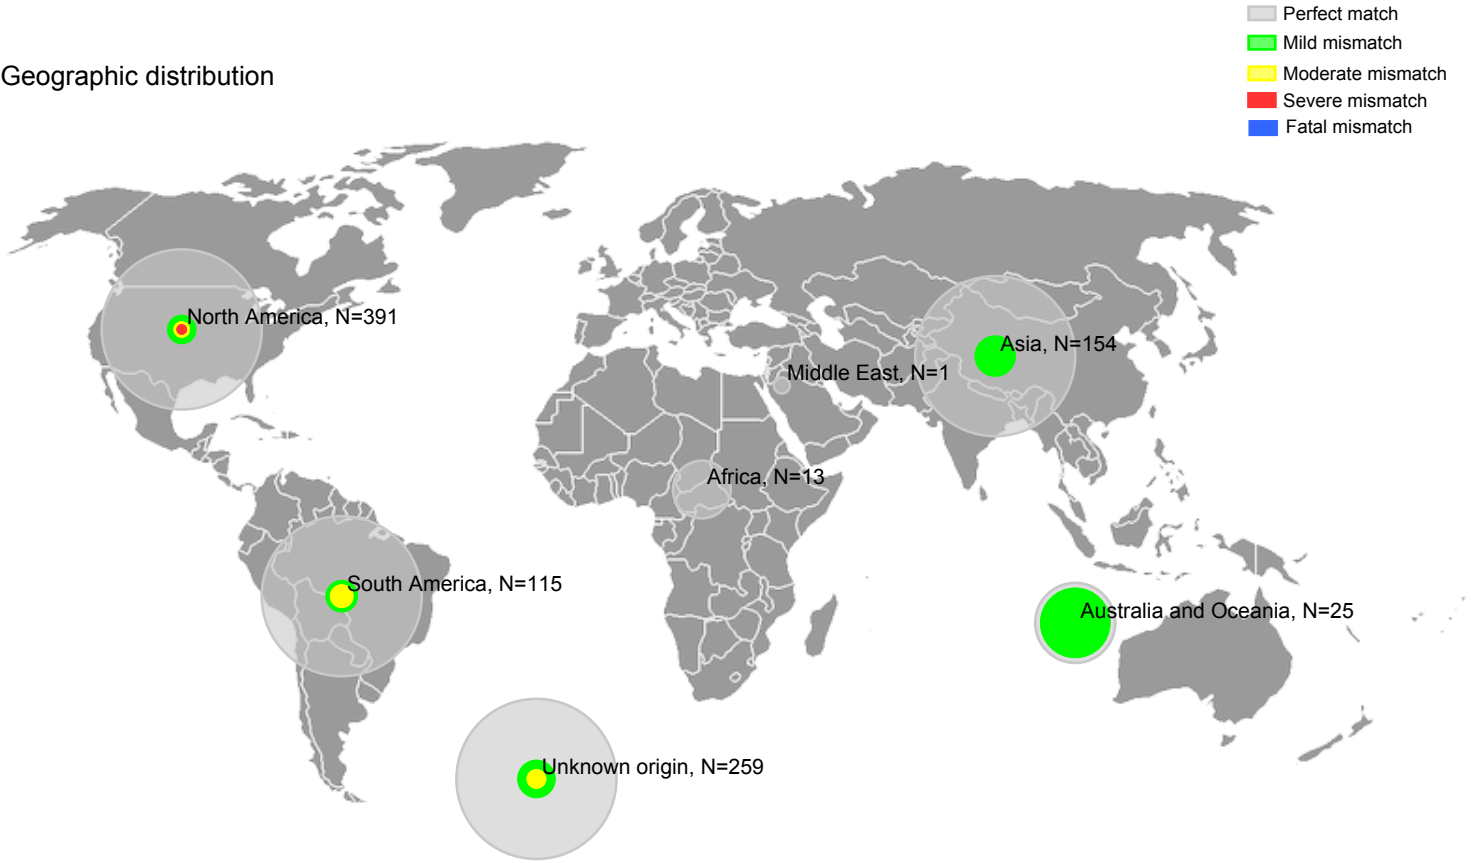 Perfect match
Mild mismatch
Geographic distribution
Moderate mismatch
Severe mismatch
Fatal mismatch
North America, N=391
Asia, N=154
Middle East, N=1
Africa, N=13
South America, N=115
Australia and Oceania, N=25
Unknown origin, N=259